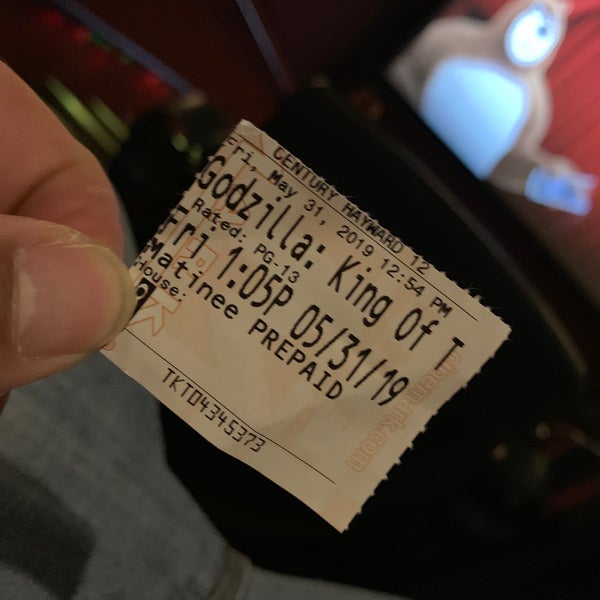 CENTURY HAYWARD 12
Fri, May 31, 2019 12:54 PM
Godzilla: King Of T
Rated: PG-13
Fri 1:05P 05/31/19
Matinee PREPAID
House:
9
TKT04345373
cinemark.com